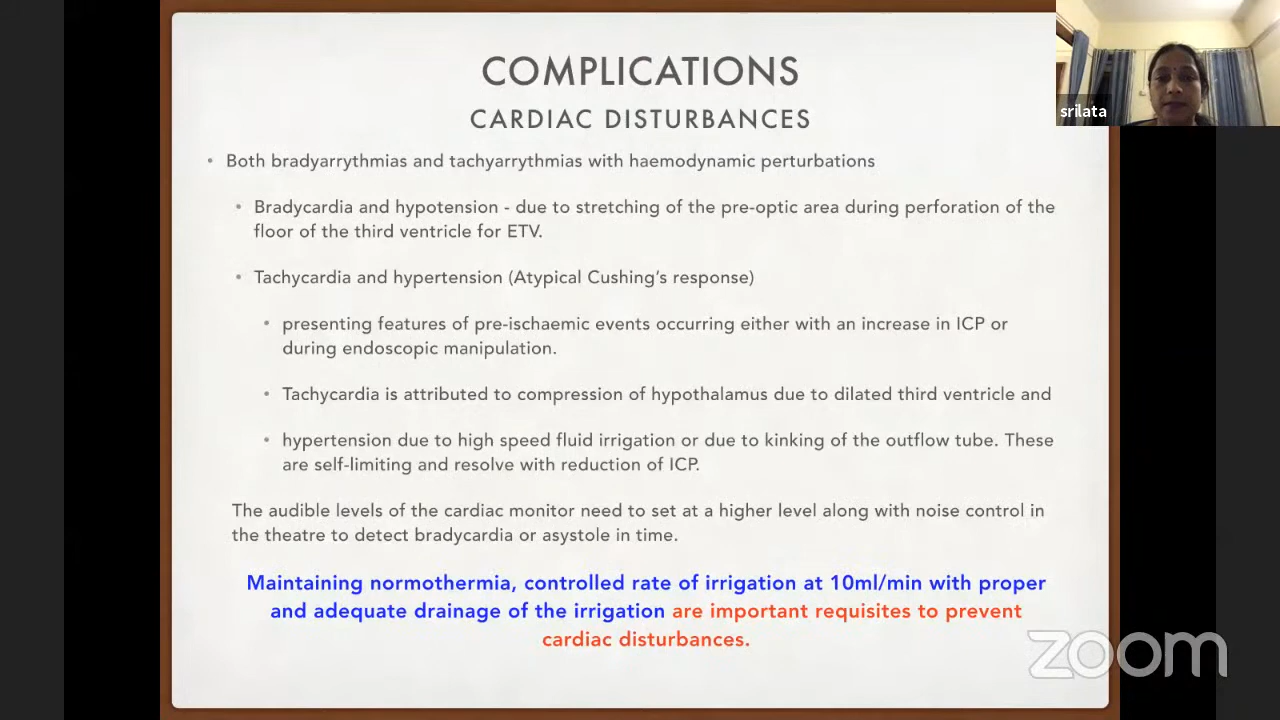 COMPLICATIONS
CARDIAC DISTURBANCES
srilata
• Both bradyarrythmias and tachyarrythmias with haemodynamic perturbations
• Bradycardia and hypotension - due to stretching of the pre-optic area during perforation of the
floor of the third ventricle for ETV.
• Tachycardia and hypertension (Atypical Cushing's response)
• presenting features of pre-ischaemic events occurring either with an increase in ICP or
during endoscopic manipulation.
• Tachycardia is attributed to compression of hypothalamus due to dilated third ventricle and
• hypertension due to high speed fluid irrigation or due to kinking of the outflow tube. These
are self-limiting and resolve with reduction of ICP.
The audible levels of the cardiac monitor need to set at a higher level along with noise control in
the theatre to detect bradycardia or asystole in time.
Maintaining normothermia, controlled rate of irrigation at 10ml/min with proper
and adequate drainage of the irrigation are important requisites to prevent
cardiac disturbances.
zoom